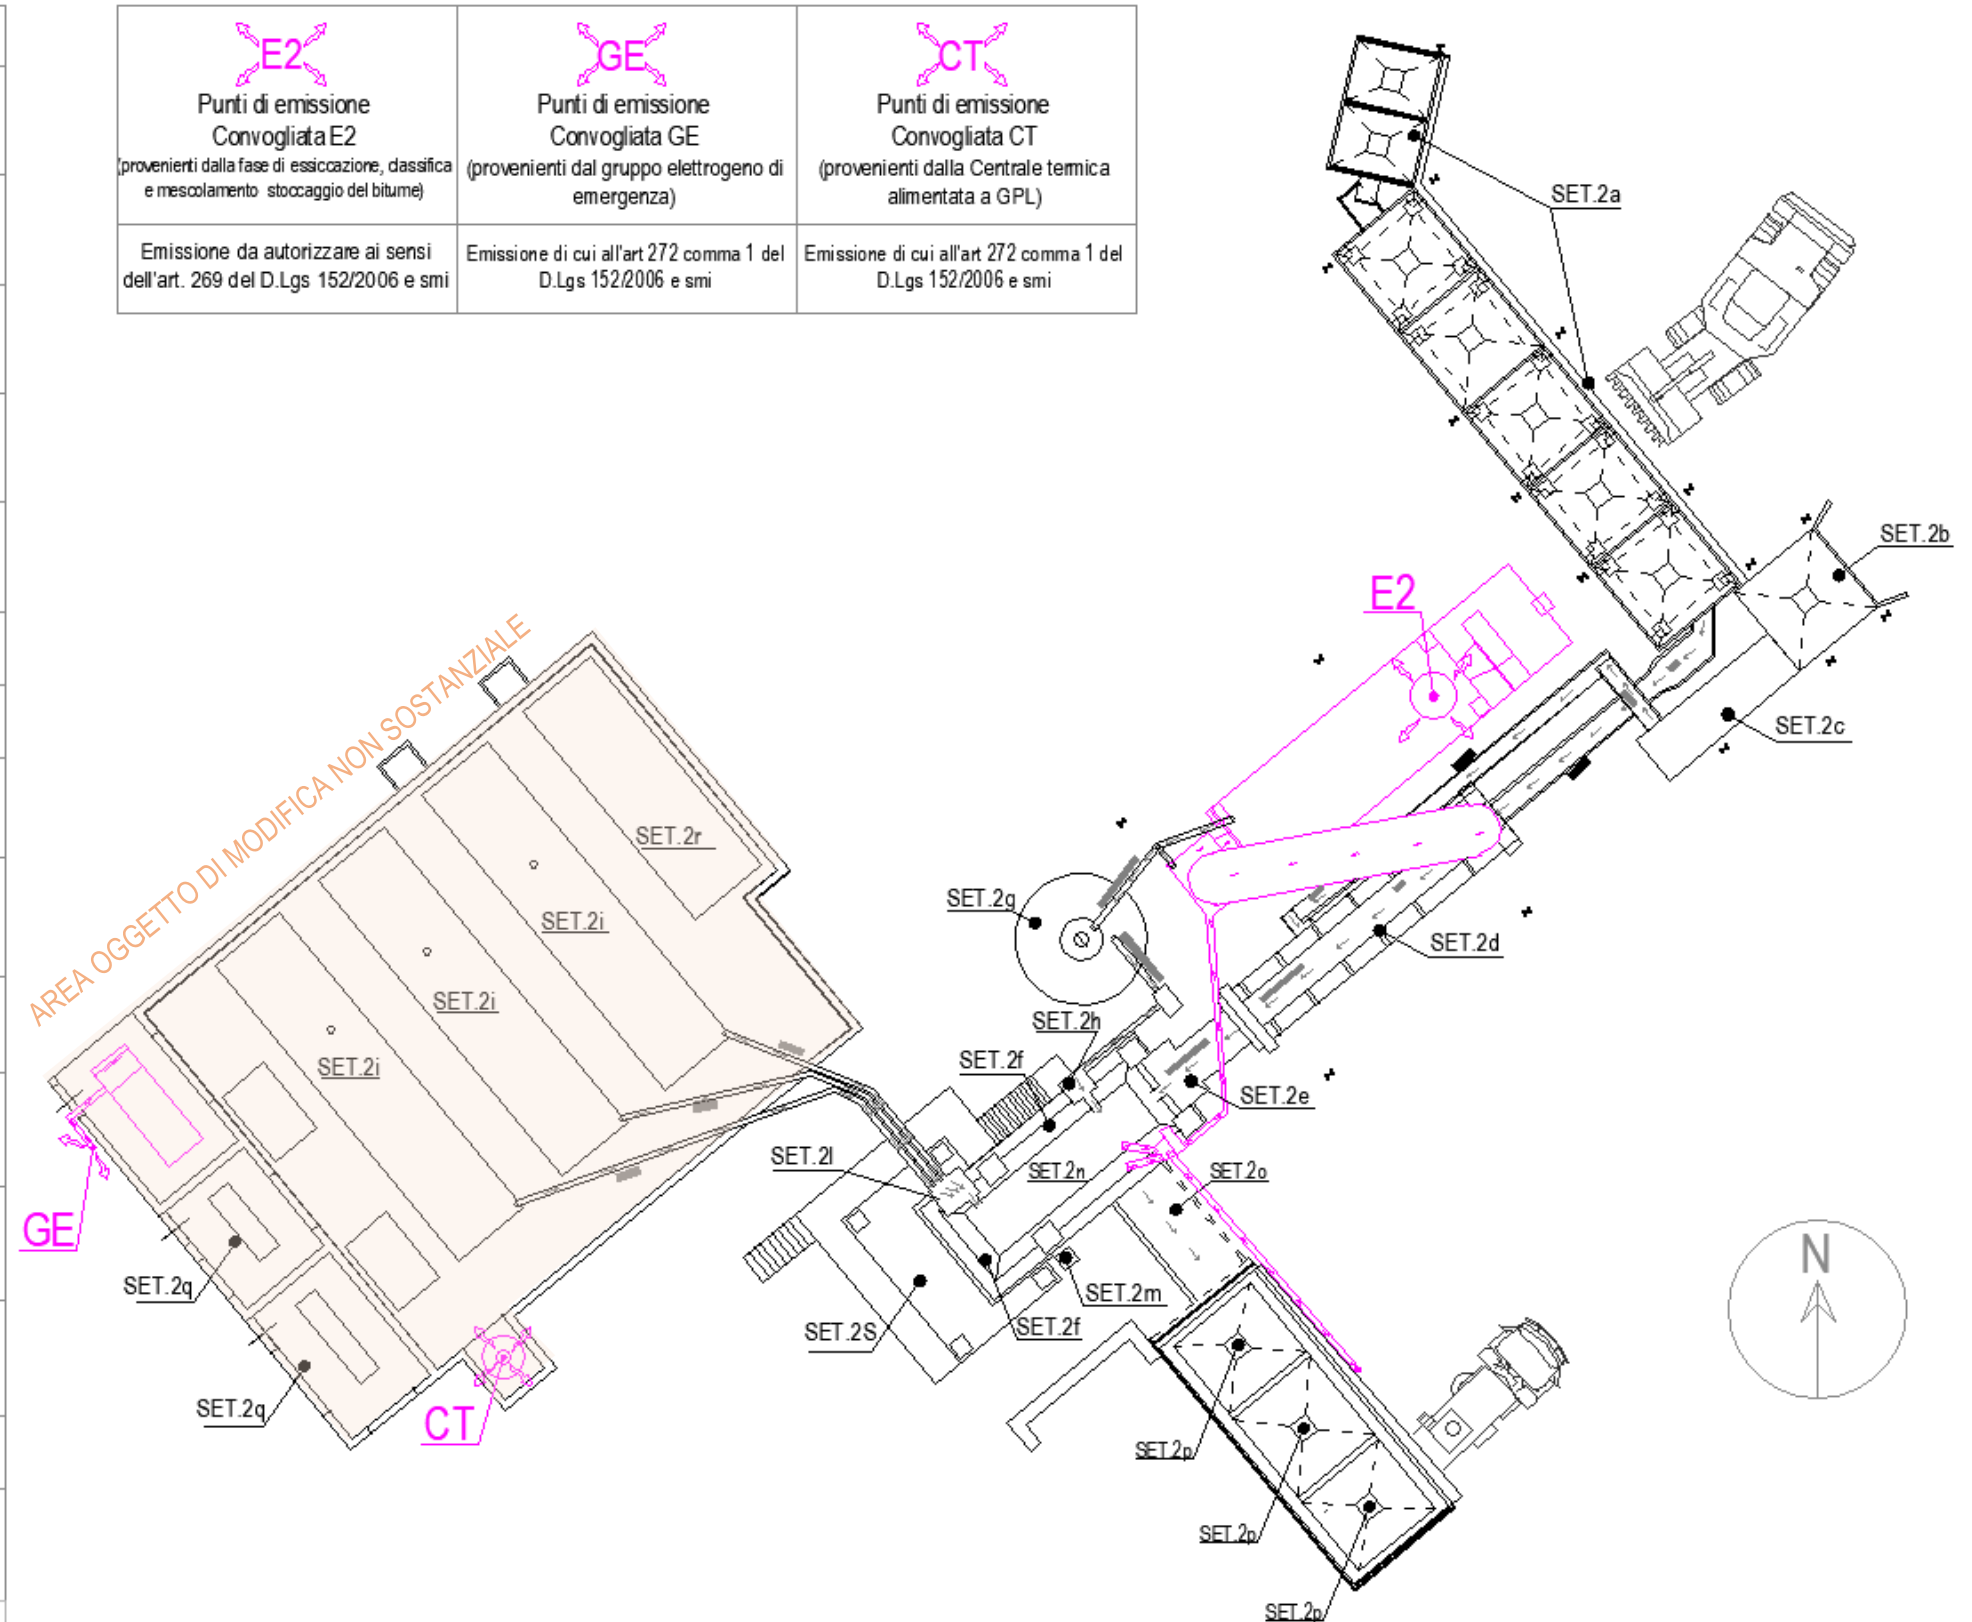 E2
Punti di emissione
Convogliata E2
(provenienti dalla fase di essiccazione, classifica
e mescolamento stoccaggio del bitume)
Emissione da autorizzare ai sensi
dell'art. 269 del D.Lgs 152/2006 e smi
GE
Punti di emissione
Convogliata GE
(provenienti dal gruppo elettrogeno di
emergenza)
Emissione di cui all'art 272 comma 1 del
D.Lgs 152/2006 e smi
CT
Punti di emissione
Convogliata CT
(provenienti dalla Centrale termica
alimentata a GPL)
Emissione di cui all'art 272 comma 1 del
D.Lgs 152/2006 e smi
SET.2a
SET.2b
E2
SET.2c
AREA OGGETTO DI MODIFICA NON SOSTANZIALE
SET.2r
SET.2g
SET.2i
SET.2d
SET.2i
SET.2h
SET.2f
SET.2i
SET.2e
SET.2l
SET.2n
SET.2o
GE
SET.2q
SET.2m
SET.2S
SET.2f
N
SET.2q
CT
SET.2p
SET.2p
SET.2p